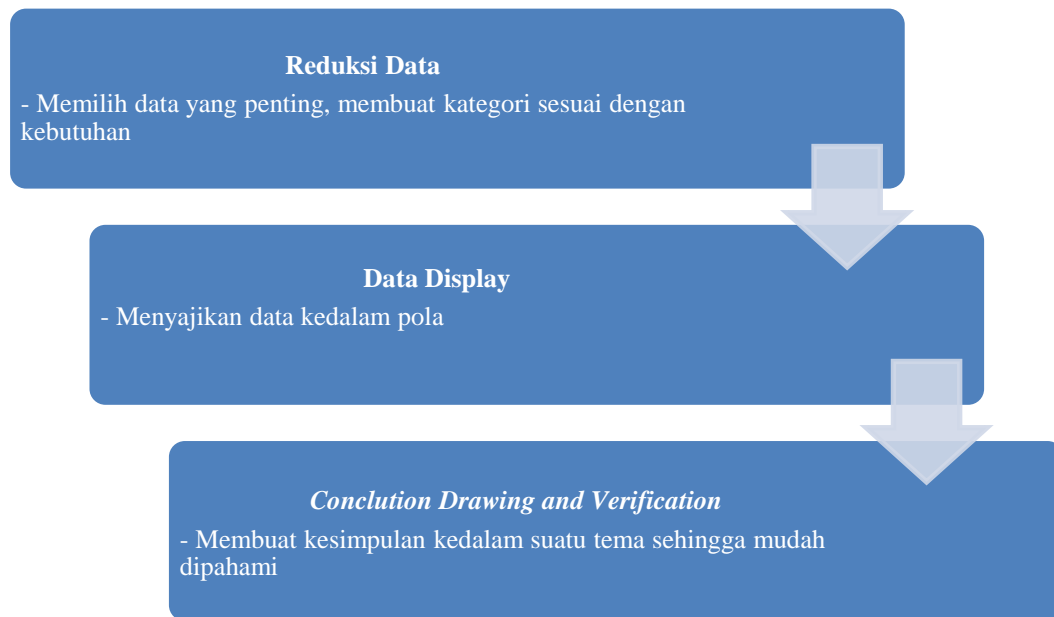 Reduksi Data
- Memilih data yang penting, membuat kategori sesuai dengan
kebutuhan
Data Display
- Menyajikan data kedalam pola
Conclution Drawing and Verification
- Membuat kesimpulan kedalam suatu tema sehingga mudah
dipahami